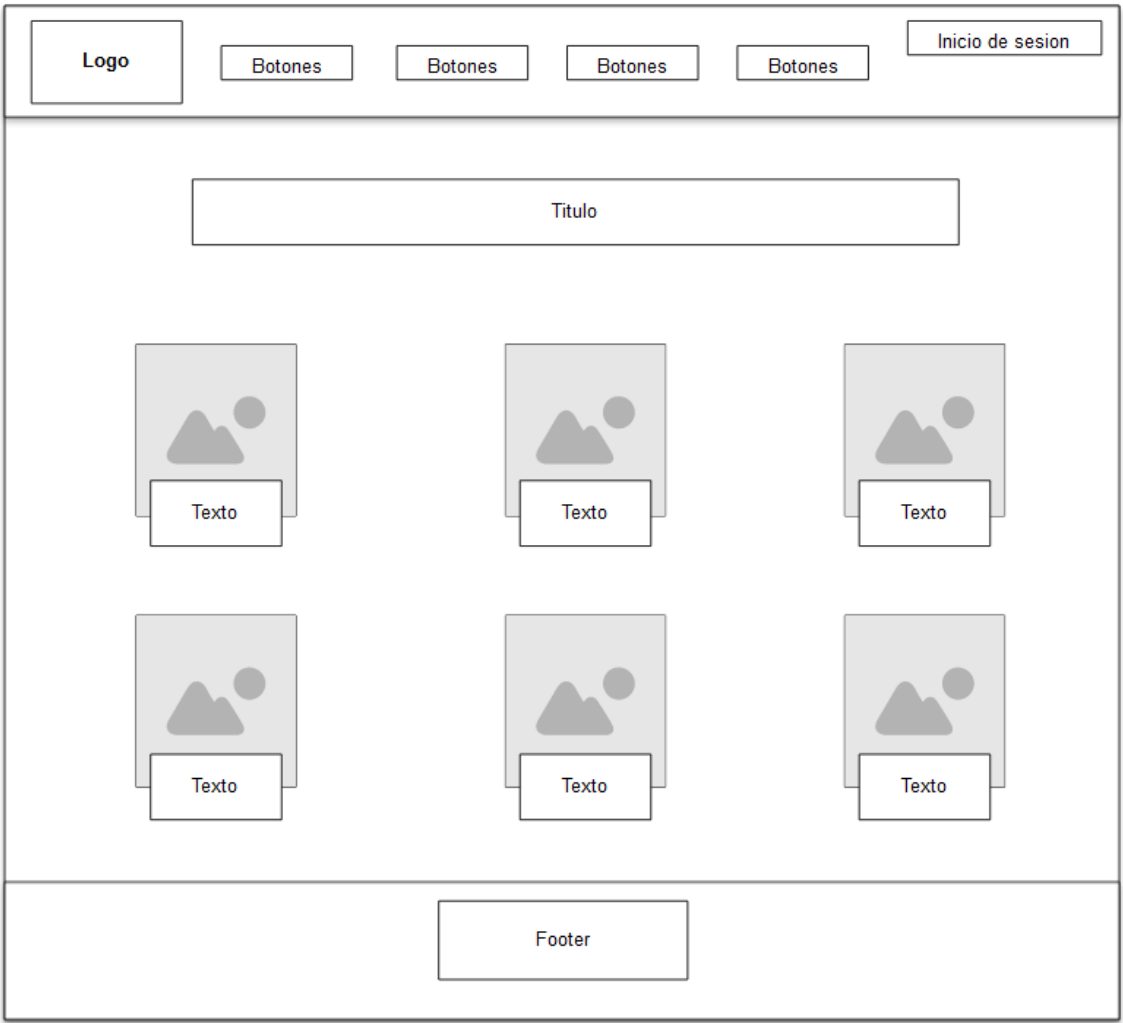 Logo
Botones
Botones
Botones
Botones
Inicio de sesion
Titulo
Texto
Texto
Texto
Texto
Texto
Texto
Footer